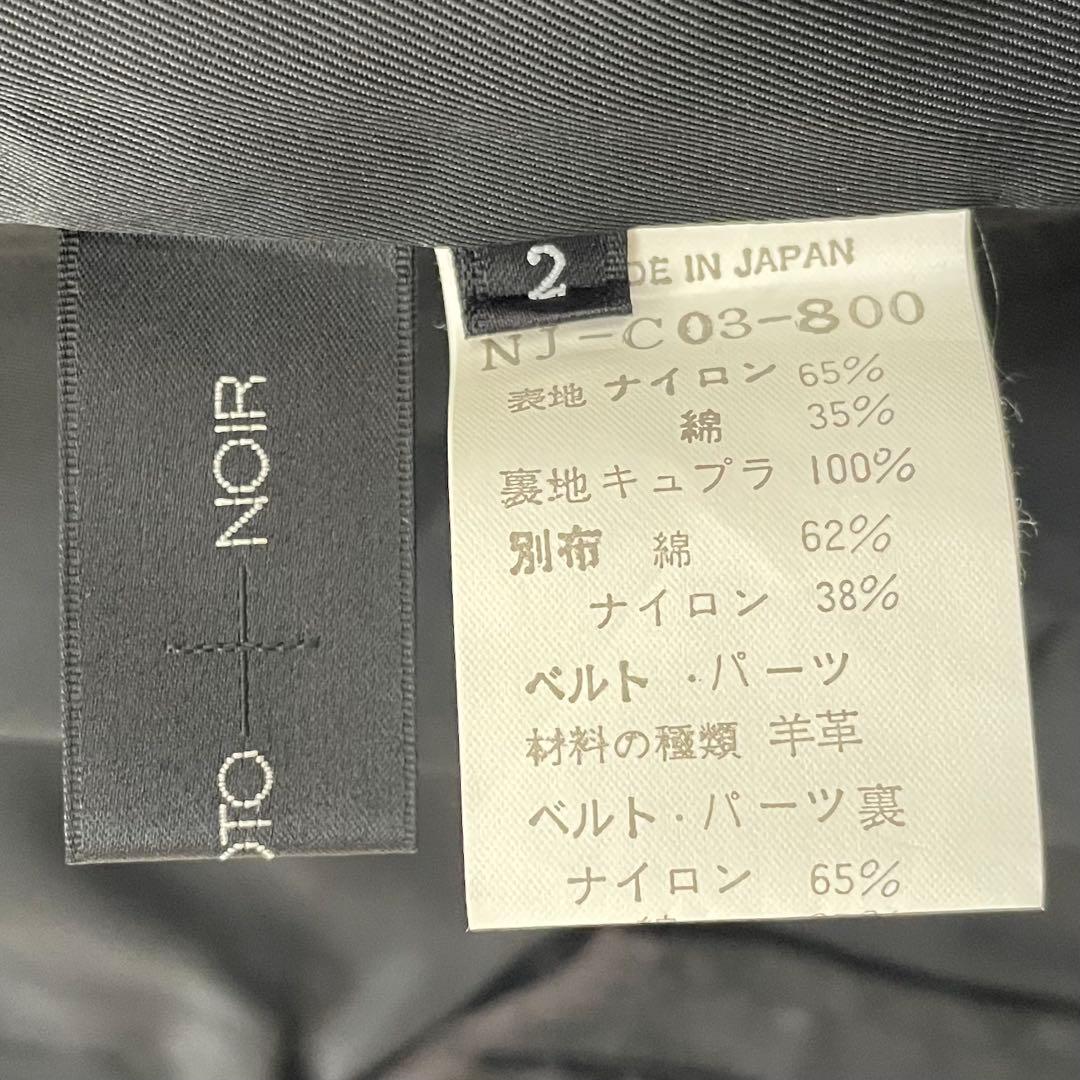 NOIR
OTO
2
DE IN JAPAN
NJ-C03-800
表地 ナイロン 65%
綿 35%
裏地 キュプラ 100%
別布 綿 62%
ナイロン 38%
ベルト・パーツ
材料の種類 羊革
ベルト・パーツ裏
ナイロン 65%